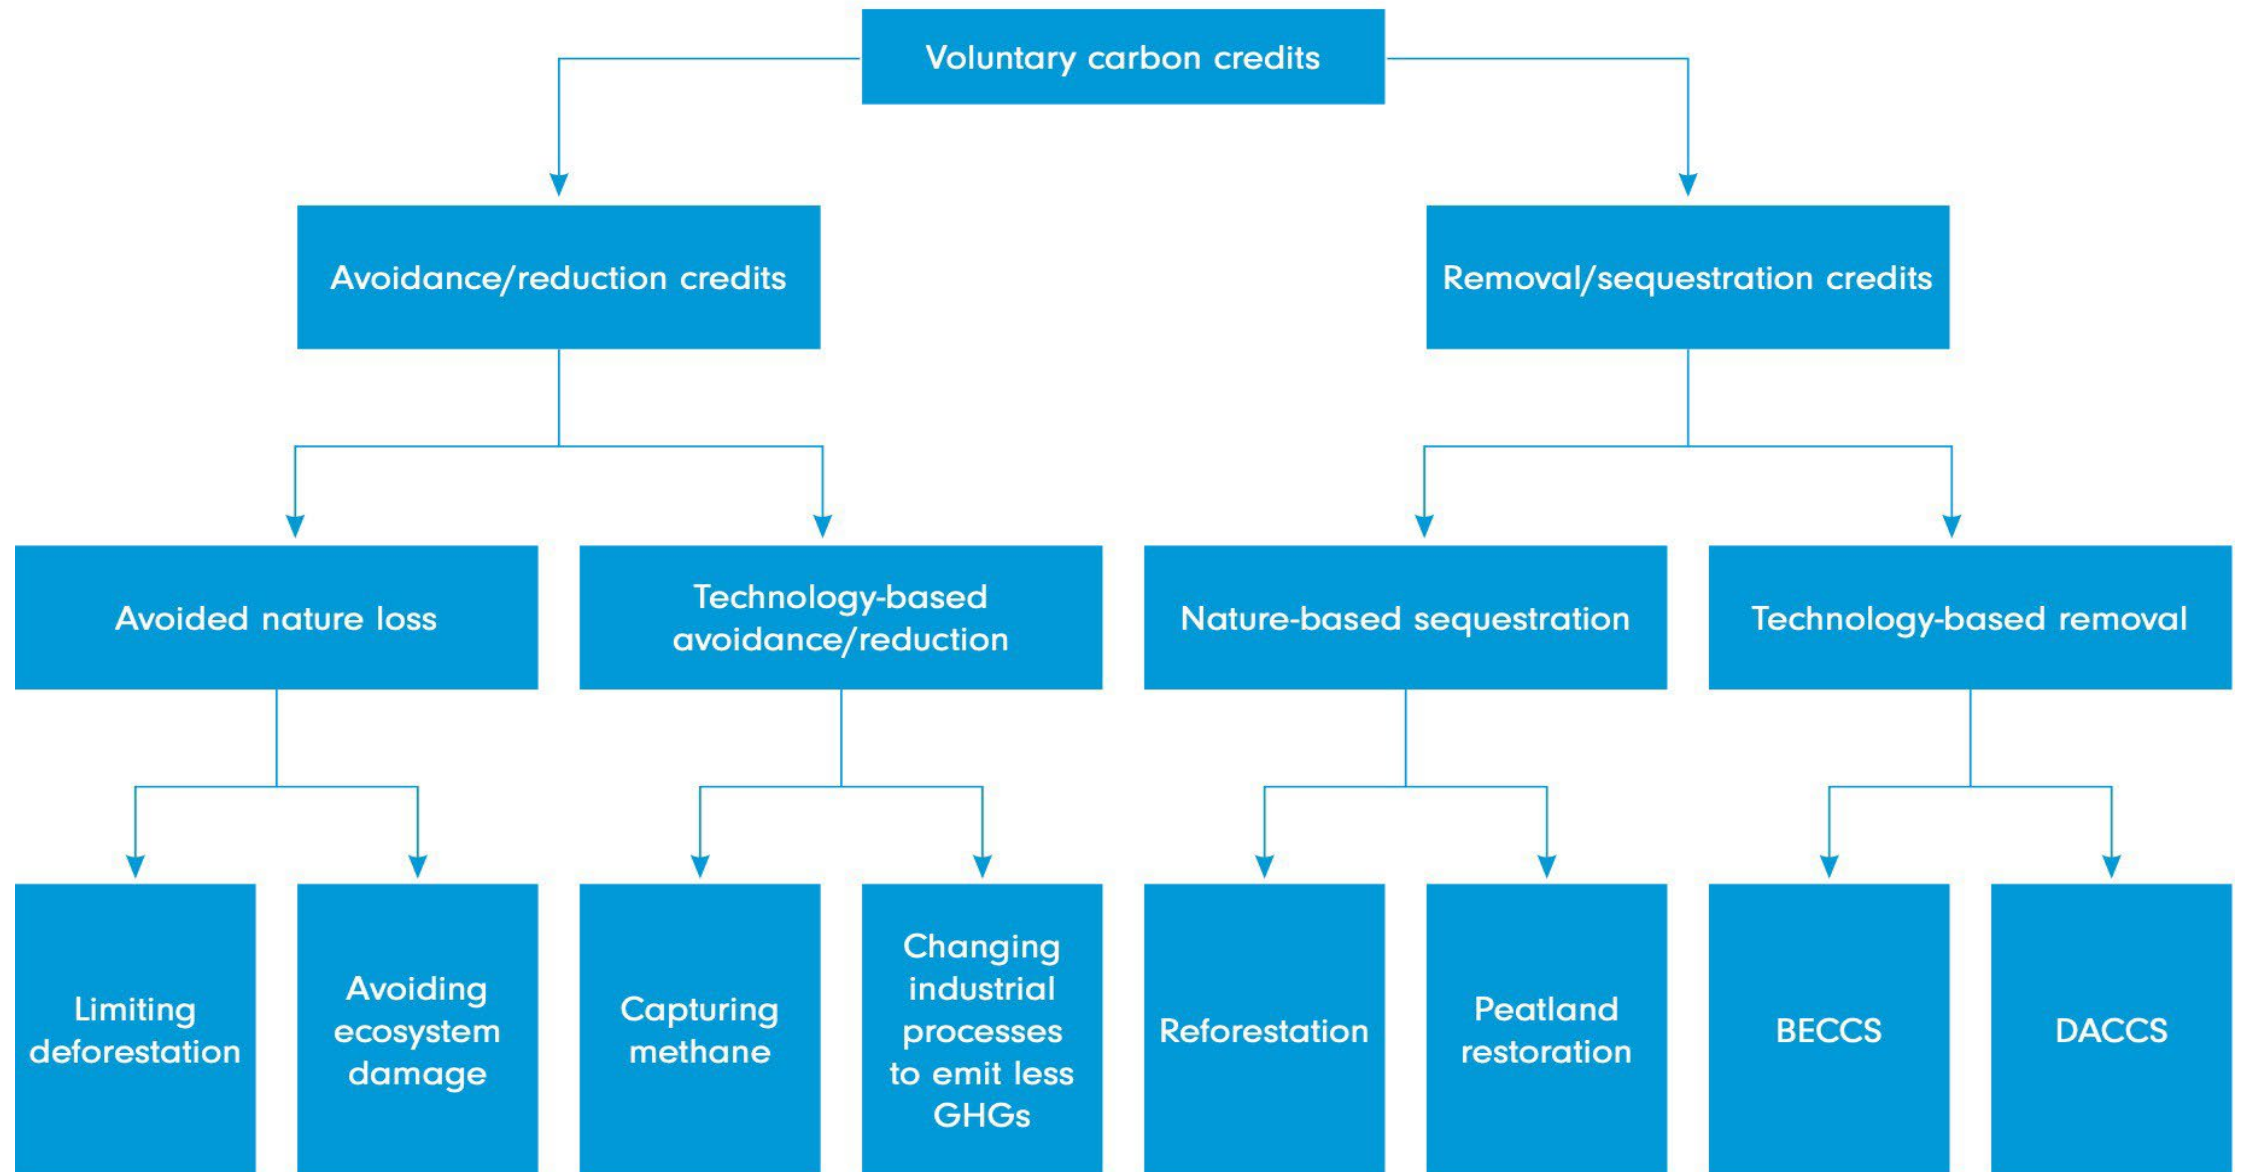 Voluntary carbon credits
Avoidance/reduction credits
Removal/sequestration credits
Avoided nature loss
Technology-based
avoidance/reduction
Nature-based sequestration
Technology-based removal
Limiting
deforestation
Avoiding
ecosystem
damage
Capturing
methane
Changing
industrial
processes
to emit less
GHGs
Reforestation
Peatland
restoration
BECCS
DACCS